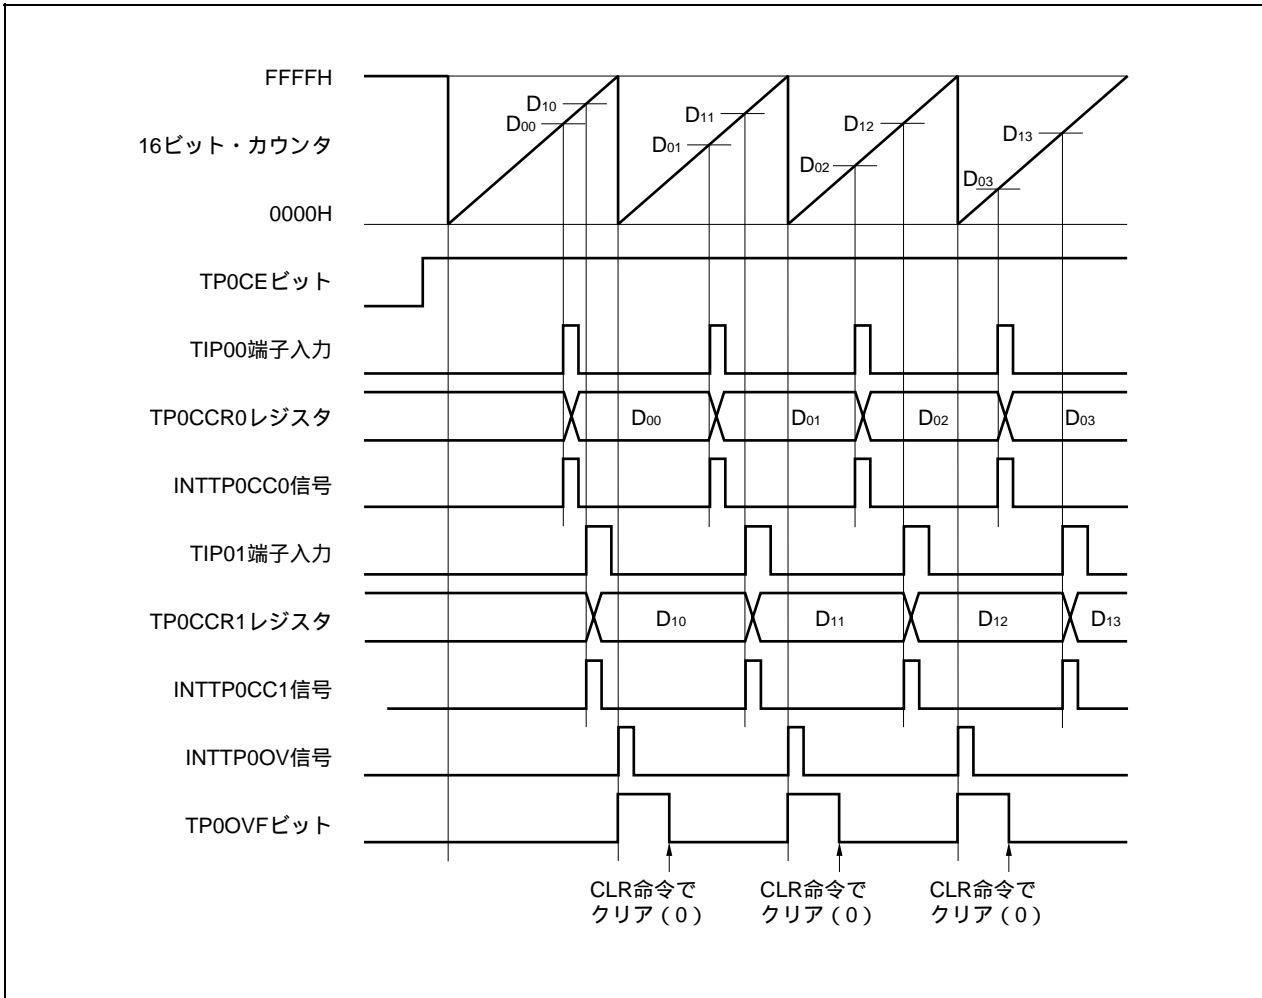 FFFFH
16ビット・カウンタ
0000H
D10
D00
D11
D01
D12
D02
D13
D03
TP0CEビット
TIP00端子入力
TP0CCR0レジスタ
D00
D01
D02
D03
INTTP0CC0信号
TIP01端子入力
TP0CCR1レジスタ
D10
D11
D12
D13
INTTP0CC1信号
INTTP0OV信号
TP0OVFビット
CLR命令で
クリア(0)
CLR命令で
クリア(0)
CLR命令で
クリア(0)